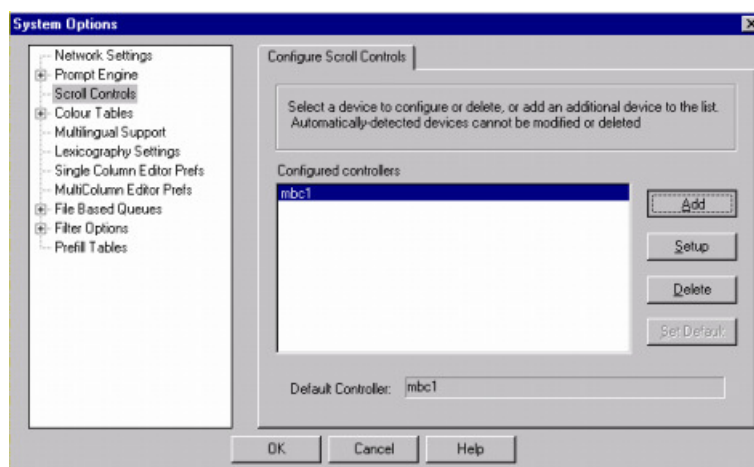 System Options
Network Settings
Prompt Engine
Scroll Controls
Colour Tables
Multilingual Support
Lexicography Settings
Single Column Editor Prefs
MultiColumn Editor Prefs
File Based Queues
Filter Options
Prefill Tables
Configure Scroll Controls
Select a device to configure or delete, or add an additional device to the list.
Automatically-detected devices cannot be modified or deleted
Configured controllers
mbc1
Add
Setup
Delete
Set Default
Default Controller: mbc1
OK Cancel Help